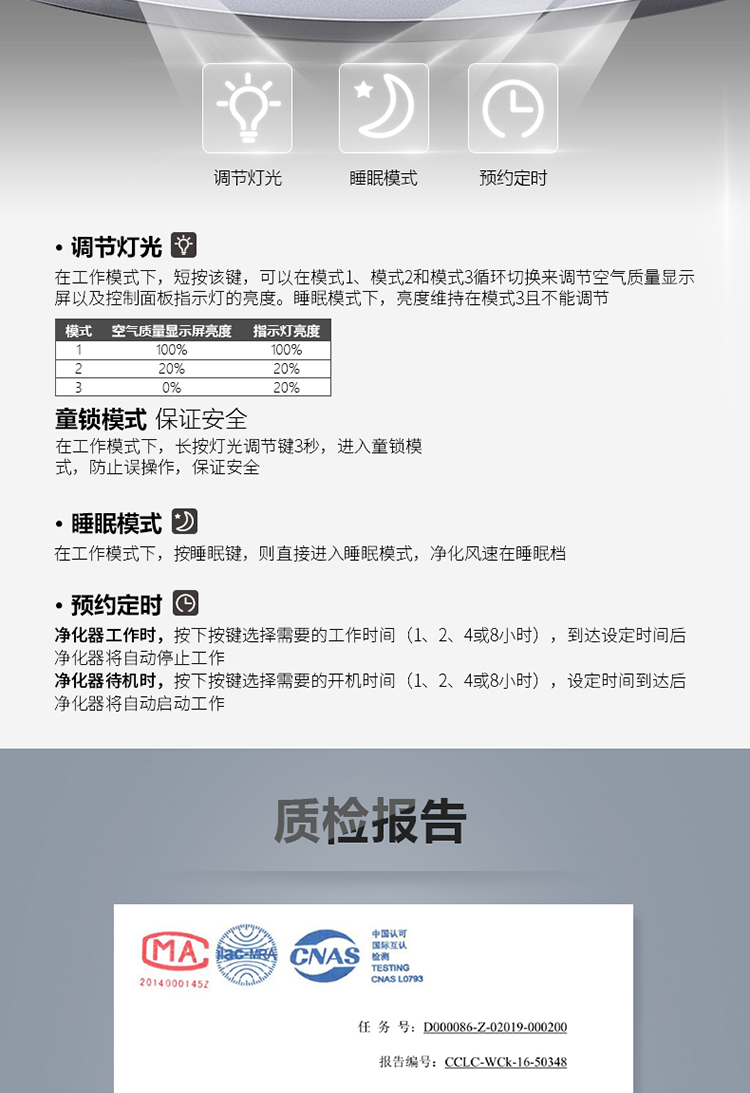 调节灯光 睡眠模式 预约定时
• 调节灯光
在工作模式下，短按该键，可以在模式1、模式2和模式3循环切换来调节空气质量显示
屏以及控制面板指示灯的亮度。睡眠模式下，亮度维持在模式3且不能调节
模式 空气质量显示屏亮度 指示灯亮度
1 100% 100%
2 20% 20%
3 0% 20%
童锁模式 保证安全
在工作模式下，长按灯光调节键3秒，进入童锁模
式，防止误操作，保证安全
• 睡眠模式
在工作模式下，按睡眠键，则直接进入睡眠模式，净化风速在睡眠档
• 预约定时
净化器工作时，按下按键选择需要的工作时间（1、2、4或8小时），到达设定时间后
净化器将自动停止工作
净化器待机时，按下按键选择需要的开机时间（1、2、4或8小时），设定时间到达后
净化器将自动启动工作
质检报告
MA
2014000145Z
ilac-MRA
CNAS
中国认可
国际互认
检测
TESTING
CNAS L0793
任 务 号：D000086-Z-02019-000200
报告编号：CCLC-WCk-16-50348